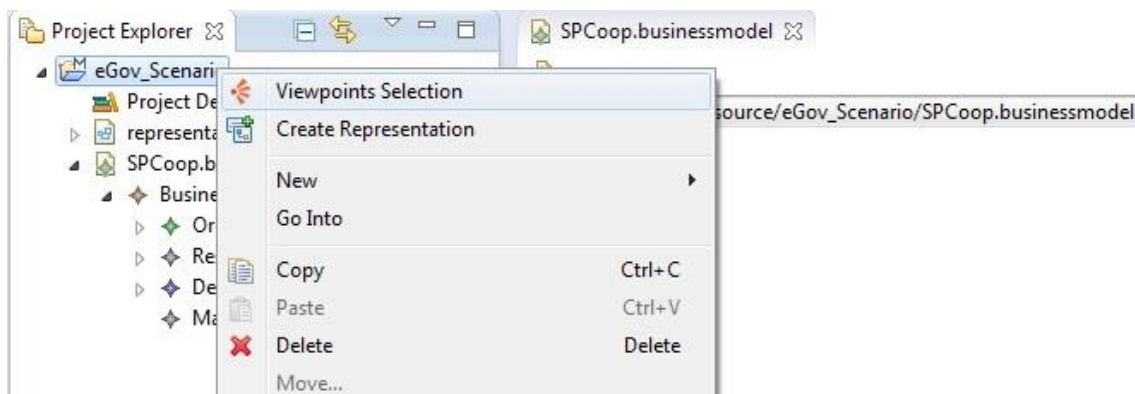 Project Explorer
SPCoop.businessmodel
eGov_Scenari
Viewpoints Selection
Project De
source/eGov_Scenario/SPCoop.businessmodel
Create Representation
representa
SPCoop.b
New
Busine
Go Into
Or
Re
Copy Ctrl+C
De
Paste Ctrl+V
Ma
Delete Delete
Move...